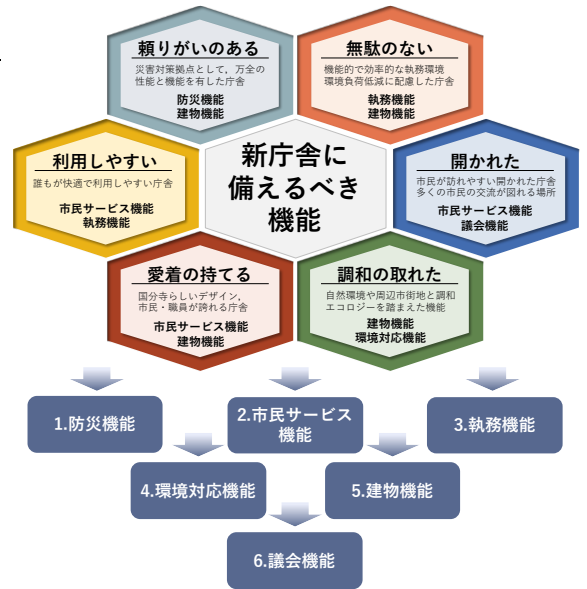 頼りがいのある
災害対策拠点として，万全の
性能と機能を有した庁舎
防災機能
建物機能
無駄のない
機能的で効率的な執務環境
環境負荷低減に配慮した庁舎
執務機能
建物機能
利用しやすい
誰もが快適で利用しやすい庁舎
市民サービス機能
執務機能
新庁舎に
備えるべき
機能
開かれた
市民が訪れやすい開かれた庁舎
多くの市民の交流が図れる場所
市民サービス機能
議会機能
愛着の持てる
国分寺らしいデザイン，
市民・職員が誇れる庁舎
市民サービス機能
建物機能
調和の取れた
自然環境や周辺市街地と調和
エコロジーを踏まえた機能
建物機能
環境対応機能
1.防災機能
2.市民サービス
機能
3.執務機能
4.環境対応機能
5.建物機能
6.議会機能